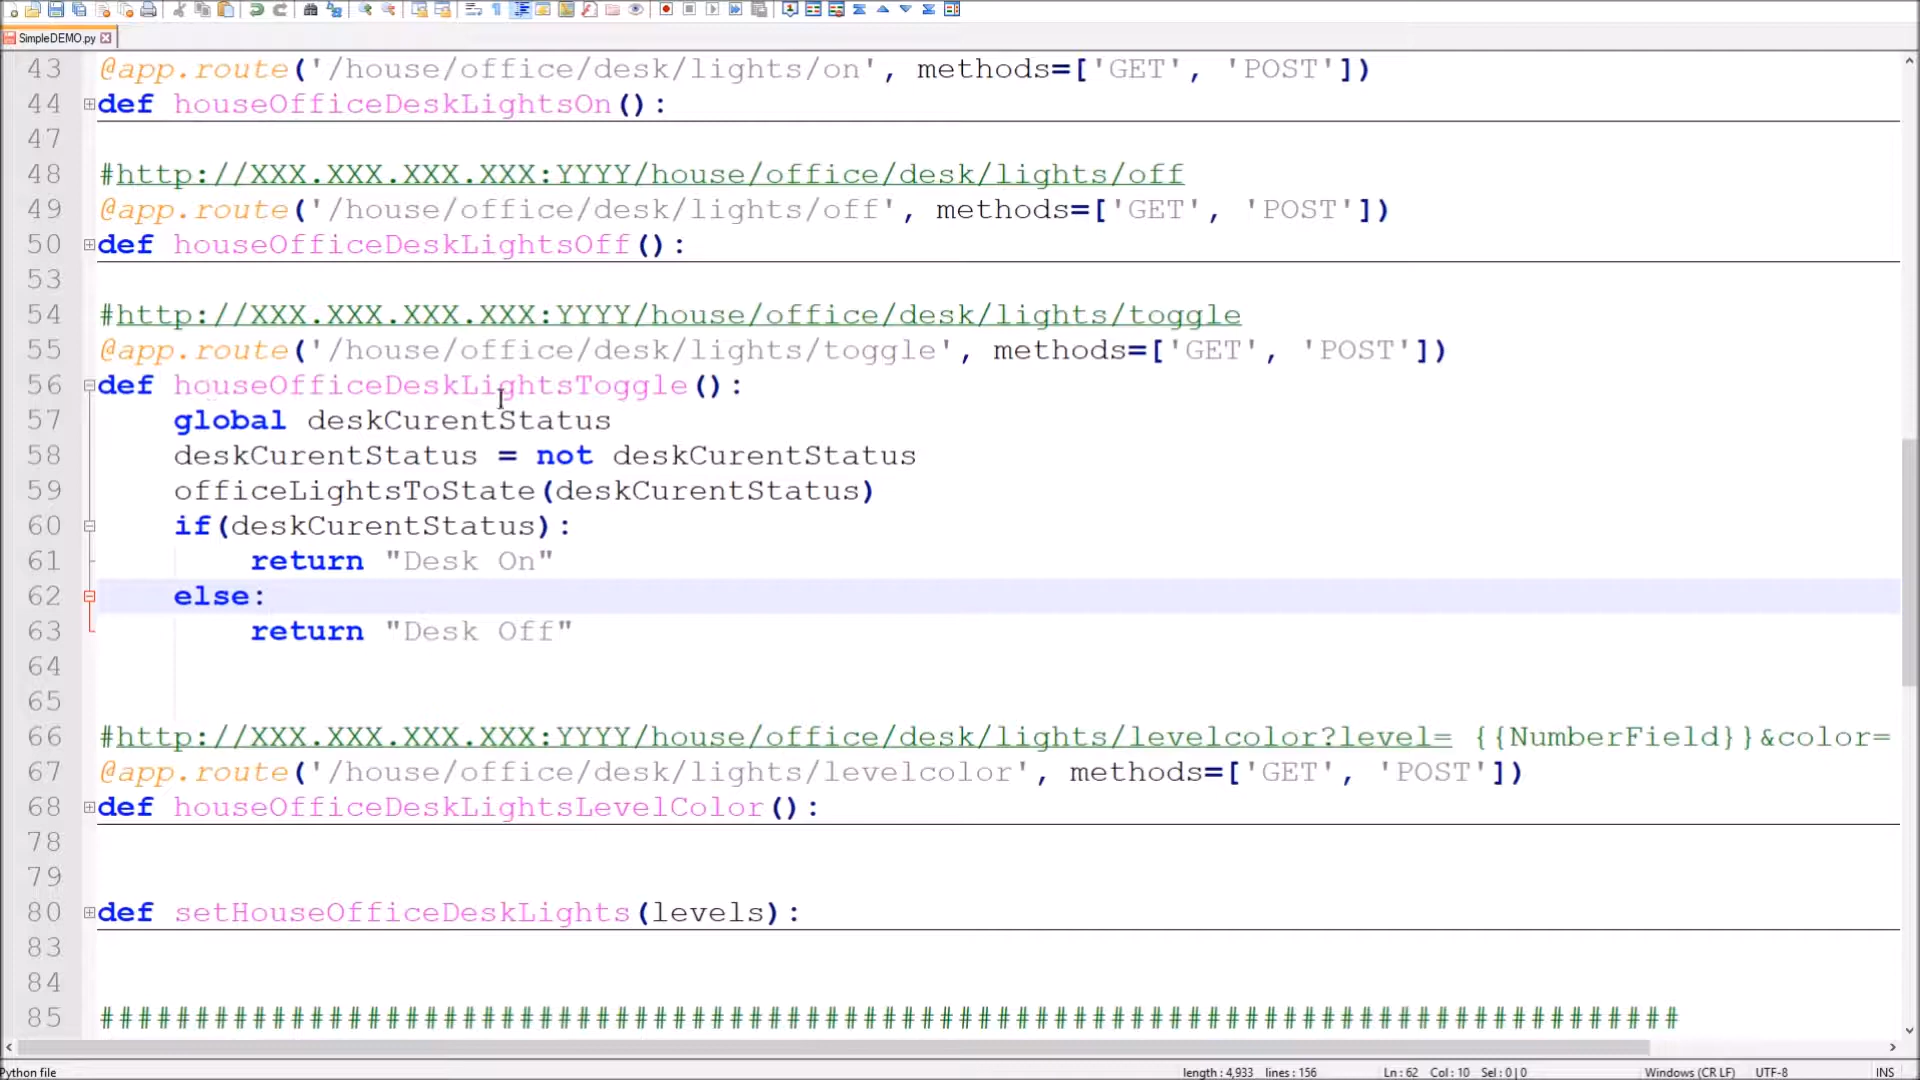 SimpleDEMO.py
43 @app.route('/house/office/desk/lights/on', methods=['GET', 'POST'])
44 def houseOfficeDeskLightsOn():
47
48 #http://XXX.XXX.XXX.XXX:YYYY/house/office/desk/lights/off
49 @app.route('/house/office/desk/lights/off', methods=['GET', 'POST'])
50 def houseOfficeDeskLightsOff():
53
54 #http://XXX.XXX.XXX.XXX:YYYY/house/office/desk/lights/toggle
55 @app.route('/house/office/desk/lights/toggle', methods=['GET', 'POST'])
56 def houseOfficeDeskLightsToggle():
57 global deskCurentStatus
58 deskCurentStatus = not deskCurentStatus
59 officeLightsToState(deskCurentStatus)
60 if(deskCurentStatus):
61 return "Desk On"
62 else:
63 return "Desk Off"
64
65
66 #http://XXX.XXX.XXX.XXX:YYYY/house/office/desk/lights/levelcolor?level= {{NumberField}}&color=
67 @app.route('/house/office/desk/lights/levelcolor', methods=['GET', 'POST'])
68 def houseOfficeDeskLightsLevelColor():
78
79
80 def setHouseOfficeDeskLights(levels):
83
84
85 ###################################################################################
Python file length : 4,933 lines : 156 Ln : 62 Col : 10 Sel : 0 | 0 Windows (CR LF) UTF-8 INS